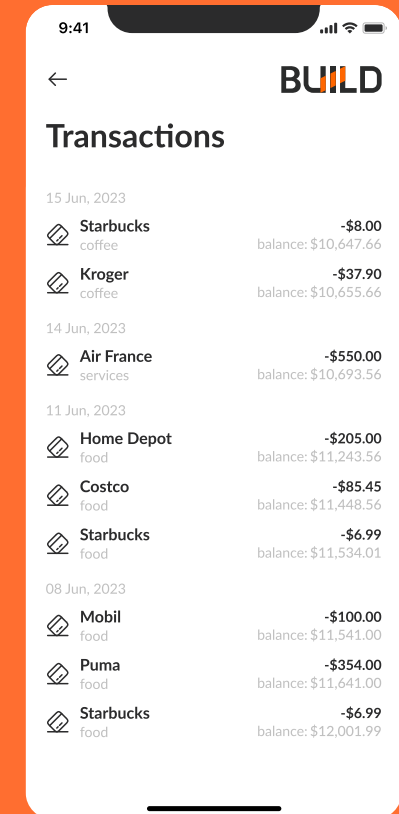 9:41
BUILD
Transactions
15 Jun, 2023
Starbucks -$8.00
coffee balance: $10,647.66
Kroger -$37.90
coffee balance: $10,655.66
14 Jun, 2023
Air France -$550.00
services balance: $10,693.56
11 Jun, 2023
Home Depot -$205.00
food balance: $11,243.56
Costco -$85.45
food balance: $11,448.56
Starbucks -$6.99
food balance: $11,534.01
08 Jun, 2023
Mobil -$100.00
food balance: $11,541.00
Puma -$354.00
food balance: $11,641.00
Starbucks -$6.99
food balance: $12,001.99